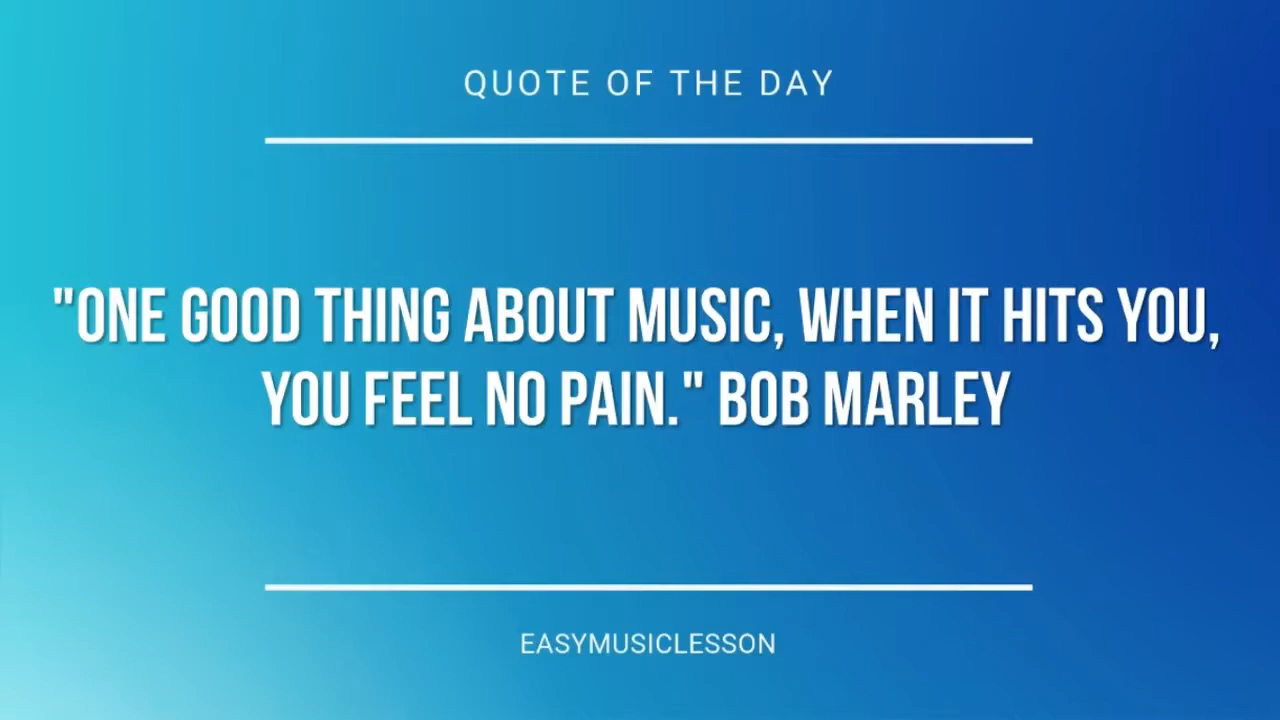 QUOTE OF THE DAY
"ONE GOOD THING ABOUT MUSIC, WHEN IT HITS YOU,
YOU FEEL NO PAIN." BOB MARLEY
EASYMUSICLESSON